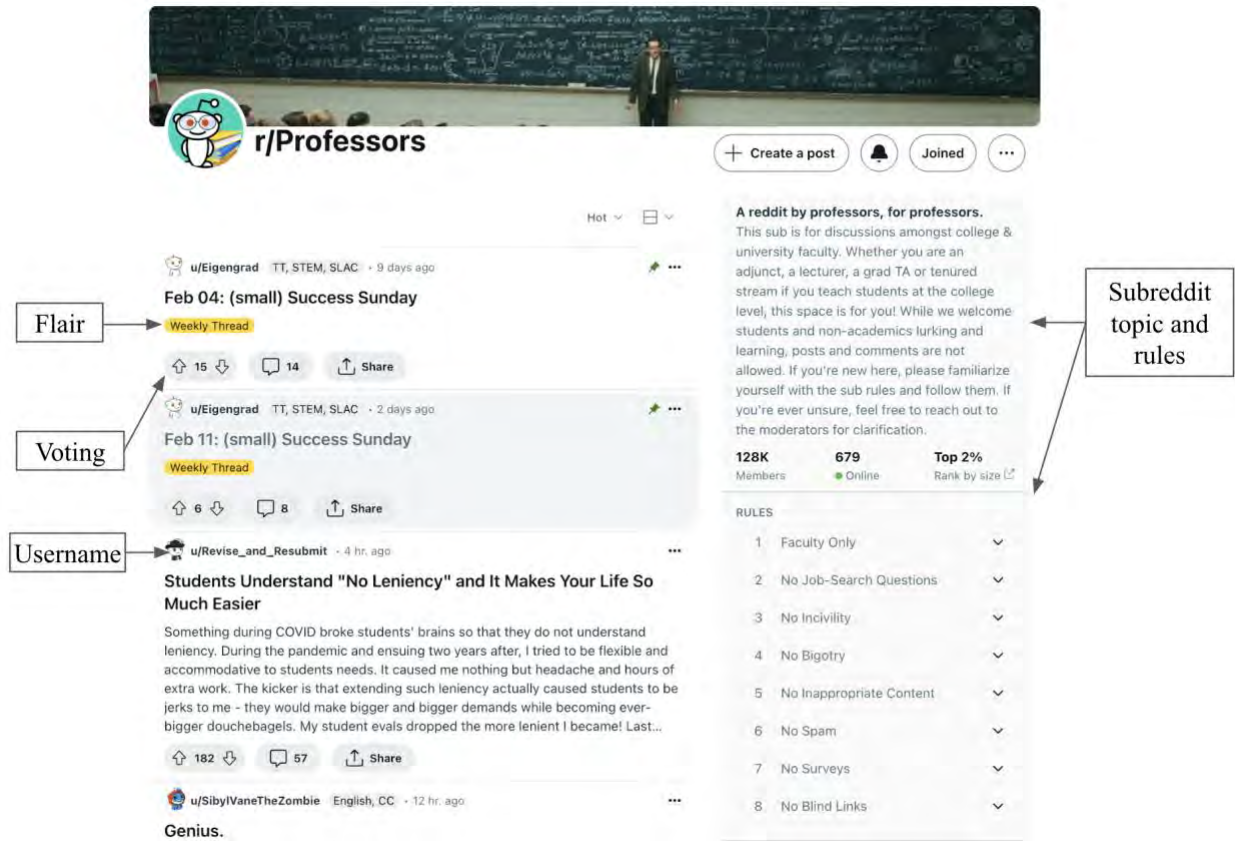 r/Professors
Create a post
Joined
Hot
u/Eigengrad TT, STEM, SLAC • 9 days ago
Feb 04: (small) Success Sunday
Weekly Thread
15
14
Share
u/Eigengrad TT, STEM, SLAC • 2 days ago
Feb 11: (small) Success Sunday
Weekly Thread
6
8
Share
u/Revise_and_Resubmit • 4 hr. ago
Students Understand "No Leniency" and It Makes Your Life So
Much Easier
Something during COVID broke students' brains so that they do not understand
leniency. During the pandemic and ensuing two years after, I tried to be flexible and
accommodative to students needs. It caused me nothing but headache and hours of
extra work. The kicker is that extending such leniency actually caused students to be
jerks to me - they would make bigger and bigger demands while becoming ever-
bigger douchebagels. My student evals dropped the more lenient I became! Last...
182
57
Share
u/SibylVaneTheZombie English, CC • 12 hr. ago
Genius.
A reddit by professors, for professors.
This sub is for discussions amongst college &
university faculty. Whether you are an
adjunct, a lecturer, a grad TA or tenured
stream if you teach students at the college
level, this space is for you! While we welcome
students and non-academics lurking and
learning, posts and comments are not
allowed. If you're new here, please familiarize
yourself with the sub rules and follow them. If
you're ever unsure, feel free to reach out to
the moderators for clarification.
128K
Members
679
Online
Top 2%
Rank by size
RULES
1 Faculty Only
2 No Job-Search Questions
3 No Incivility
4 No Bigotry
5 No Inappropriate Content
6 No Spam
7 No Surveys
8 No Blind Links
Flair
Voting
Username
Subreddit
topic and
rules